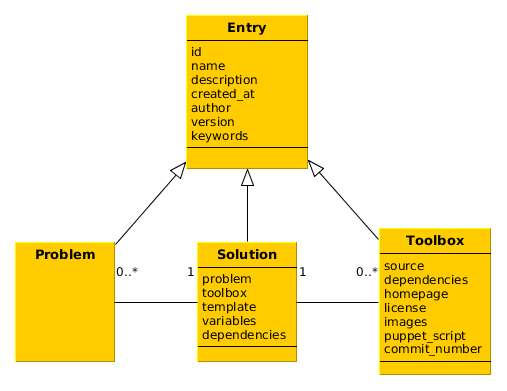 Entry
id
name
description
created_at
author
version
keywords
Problem
0..*
1
Solution
problem
toolbox
template
variables
dependencies
1
0..*
Toolbox
source
dependencies
homepage
license
images
puppet_script
commit_number